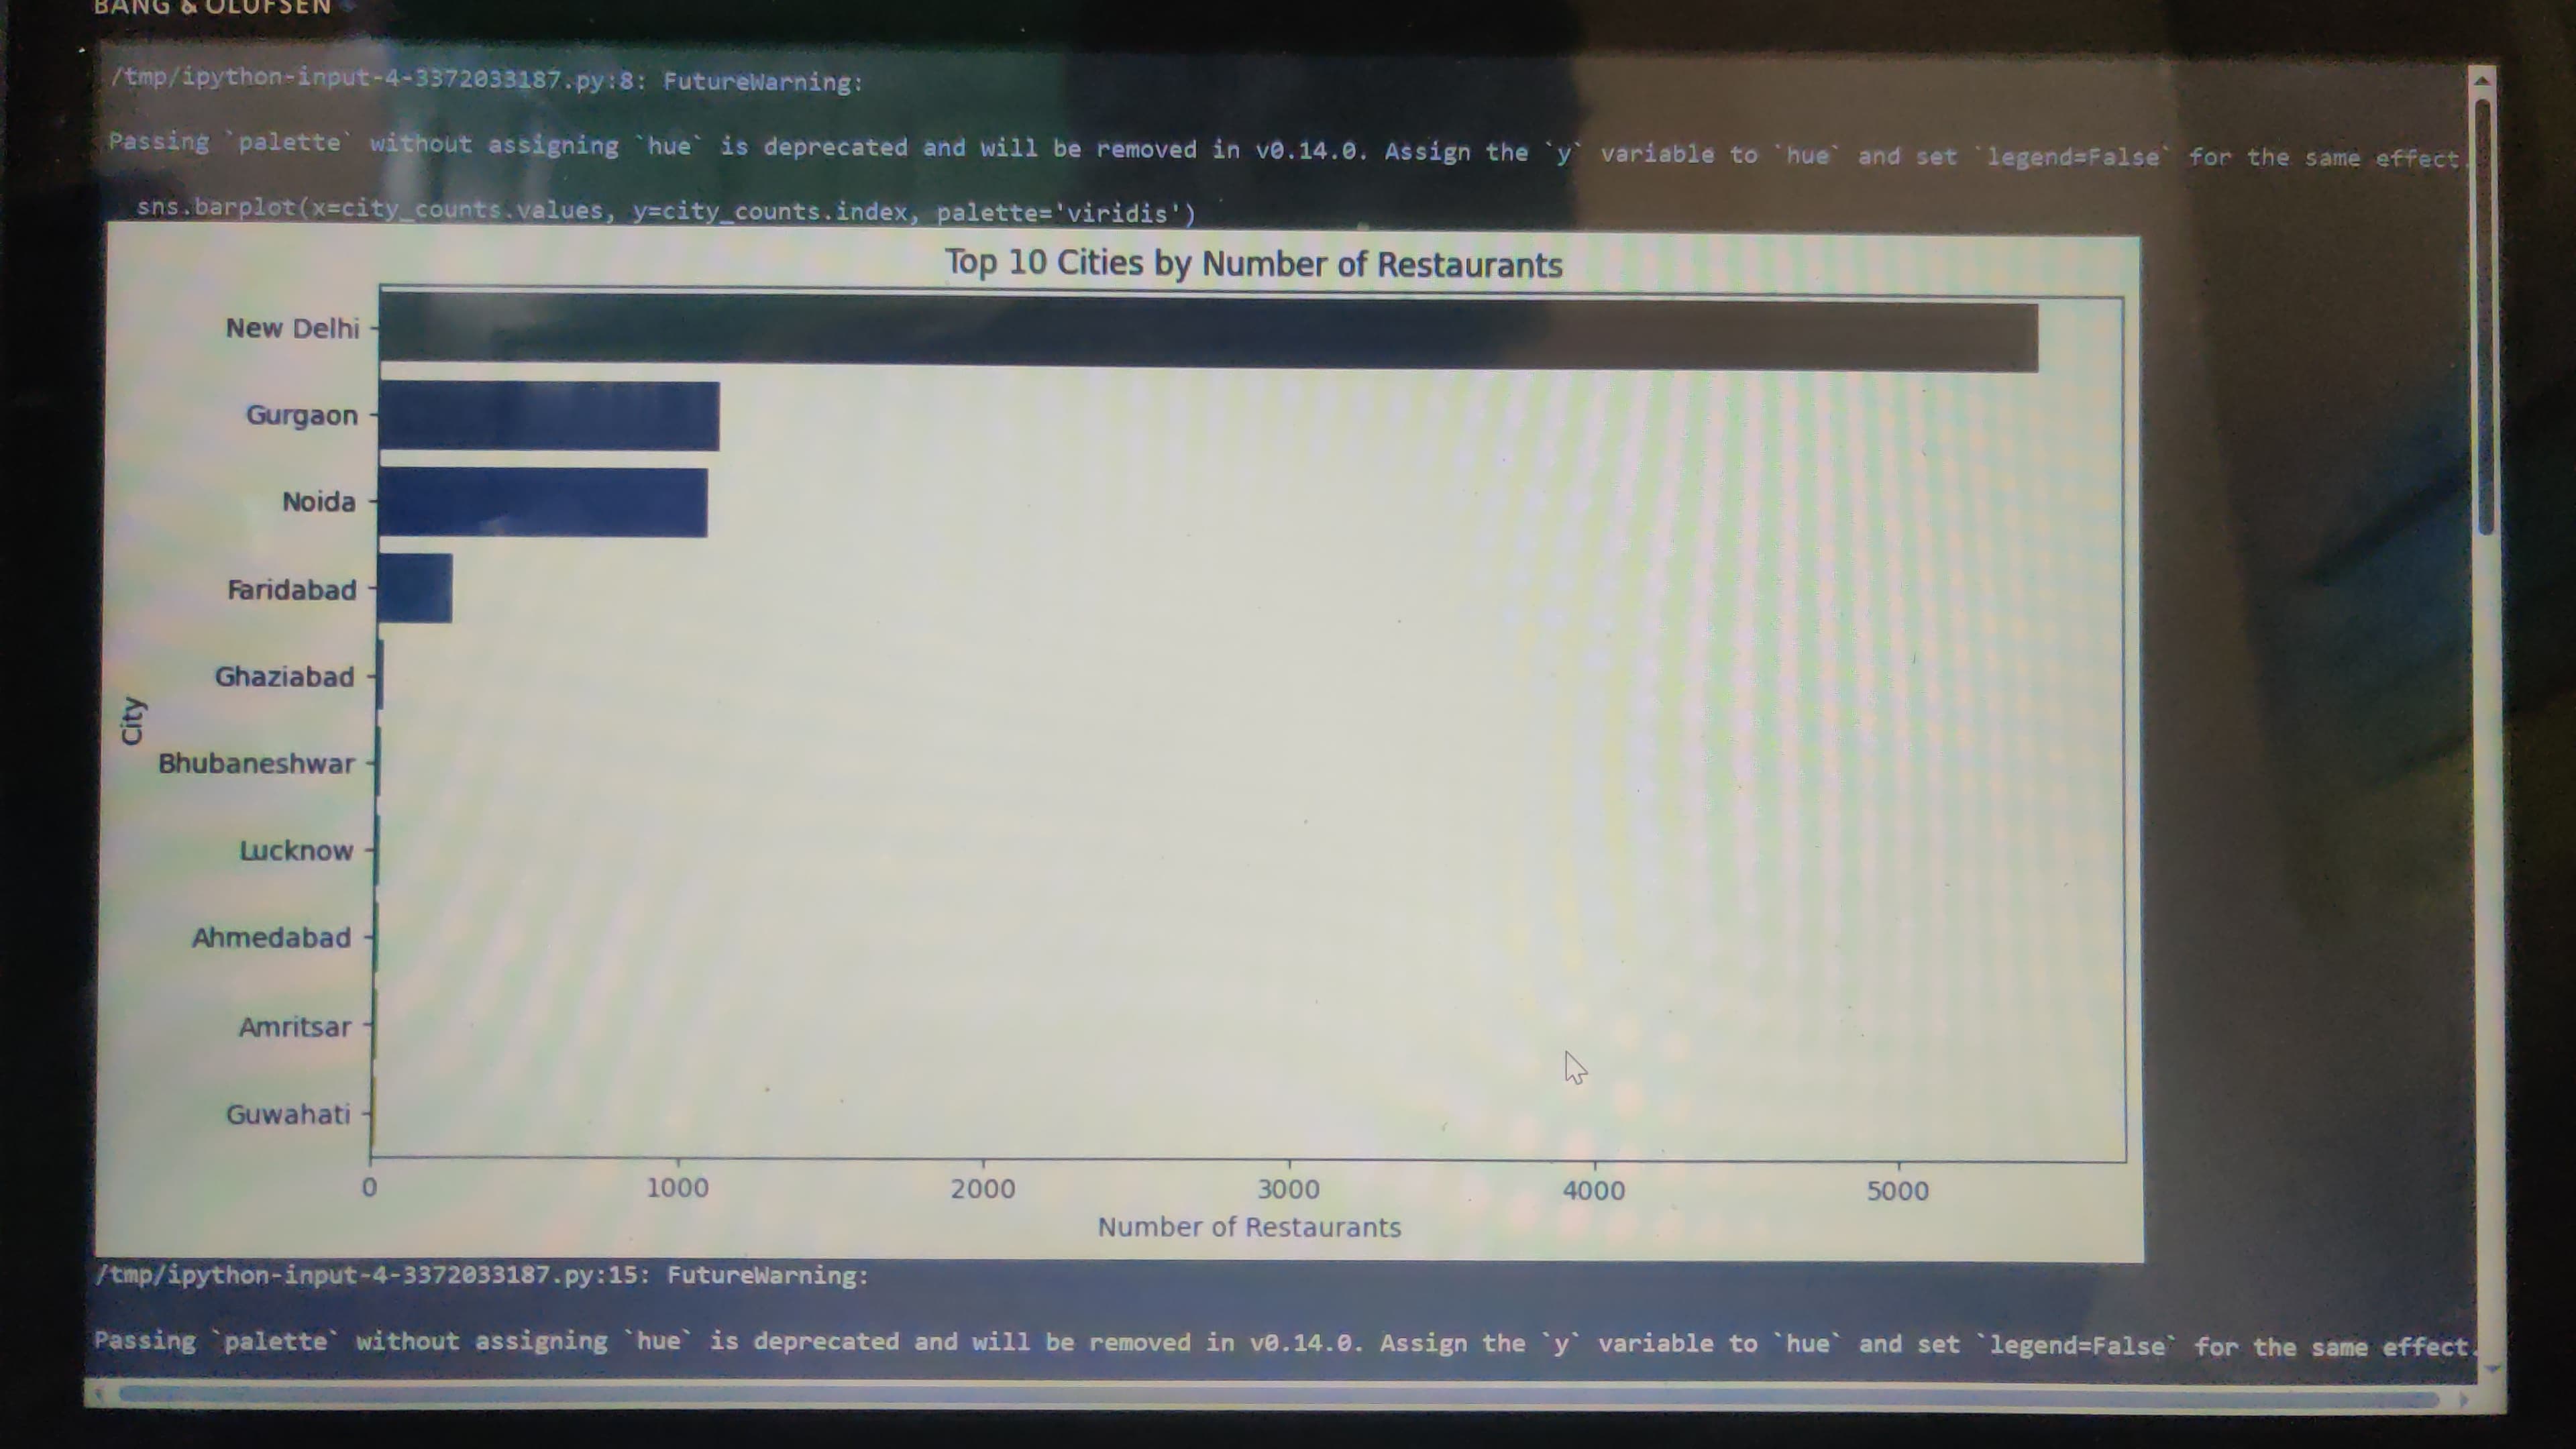 BANG & OLUFSEN
/tmp/ipython-input-4-3372033187.py:8: FutureWarning:
Passing `palette` without assigning `hue` is deprecated and will be removed in v0.14.0. Assign the `y` variable to `hue` and set `legend=False` for the same effect.
sns.barplot(x=city_counts.values, y=city_counts.index, palette='viridis')
Top 10 Cities by Number of Restaurants
New Delhi
Gurgaon
Noida
Faridabad
Ghaziabad
City
Bhubaneshwar
Lucknow
Ahmedabad
Amritsar
Guwahati
0 1000 2000 3000 4000 5000
Number of Restaurants
/tmp/ipython-input-4-3372033187.py:15: FutureWarning:
Passing `palette` without assigning `hue` is deprecated and will be removed in v0.14.0. Assign the `y` variable to `hue` and set `legend=False` for the same effect.